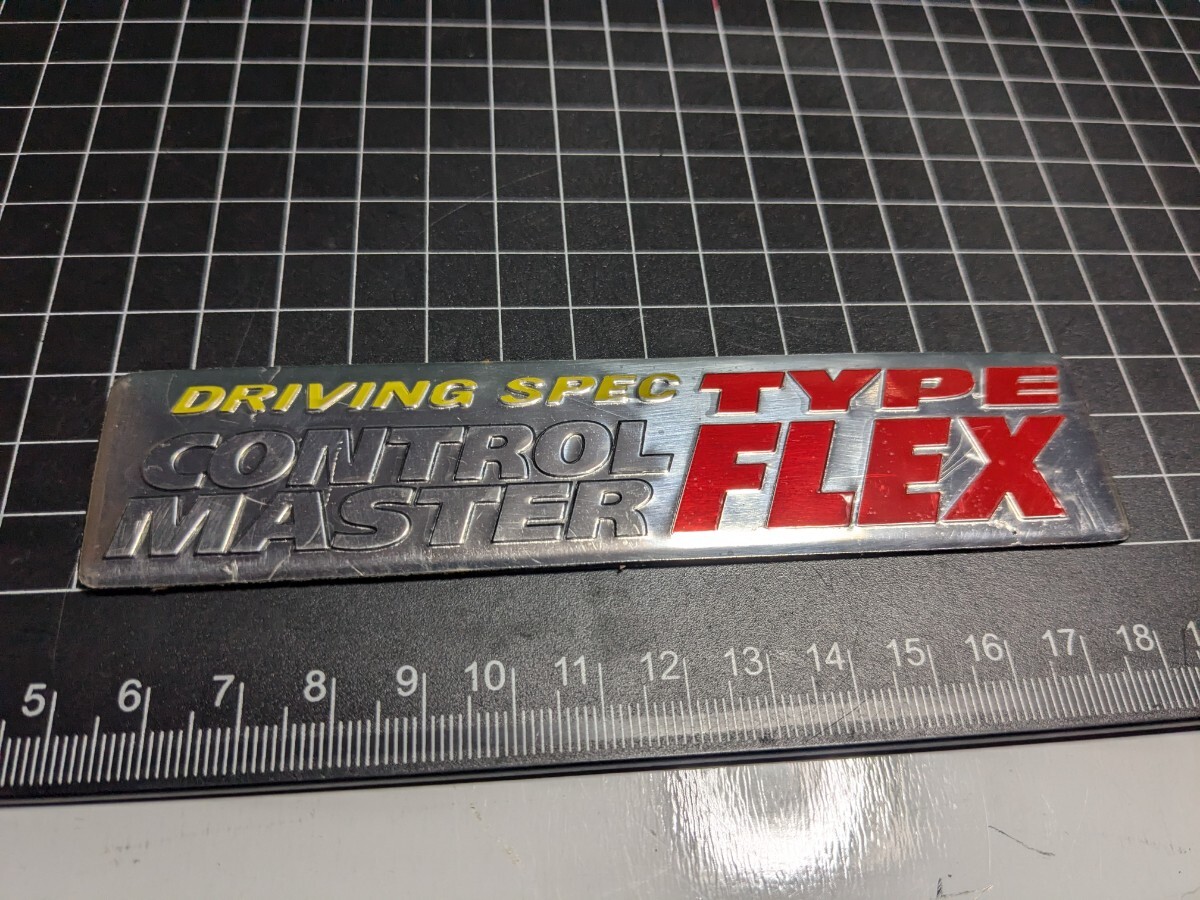 DRIVING SPEC TYPE
CONTROL FLEX
MASTER
5 6 7 8 9 10 11 12 13 14 15 16 17 18